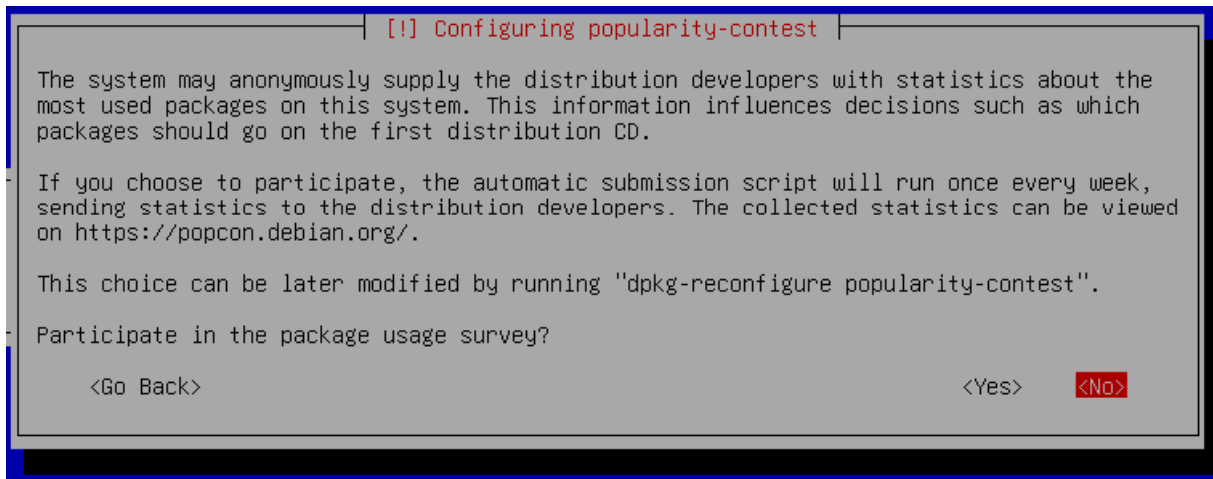 [!] Configuring popularity-contest
The system may anonymously supply the distribution developers with statistics about the
most used packages on this system. This information influences decisions such as which
packages should go on the first distribution CD.
If you choose to participate, the automatic submission script will run once every week,
sending statistics to the distribution developers. The collected statistics can be viewed
on https://popcon.debian.org/.
This choice can be later modified by running "dpkg-reconfigure popularity-contest".
Participate in the package usage survey?
<Go Back> <Yes> <No>